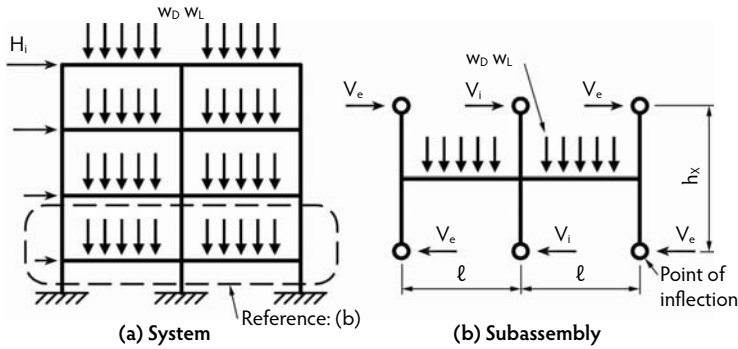 w_D w_L
H_i
Reference: (b)
(a) System
w_D w_L
V_e
V_i
V_e
h_x
V_e
V_i
V_e
ℓ
ℓ
Point of
inflection
(b) Subassembly